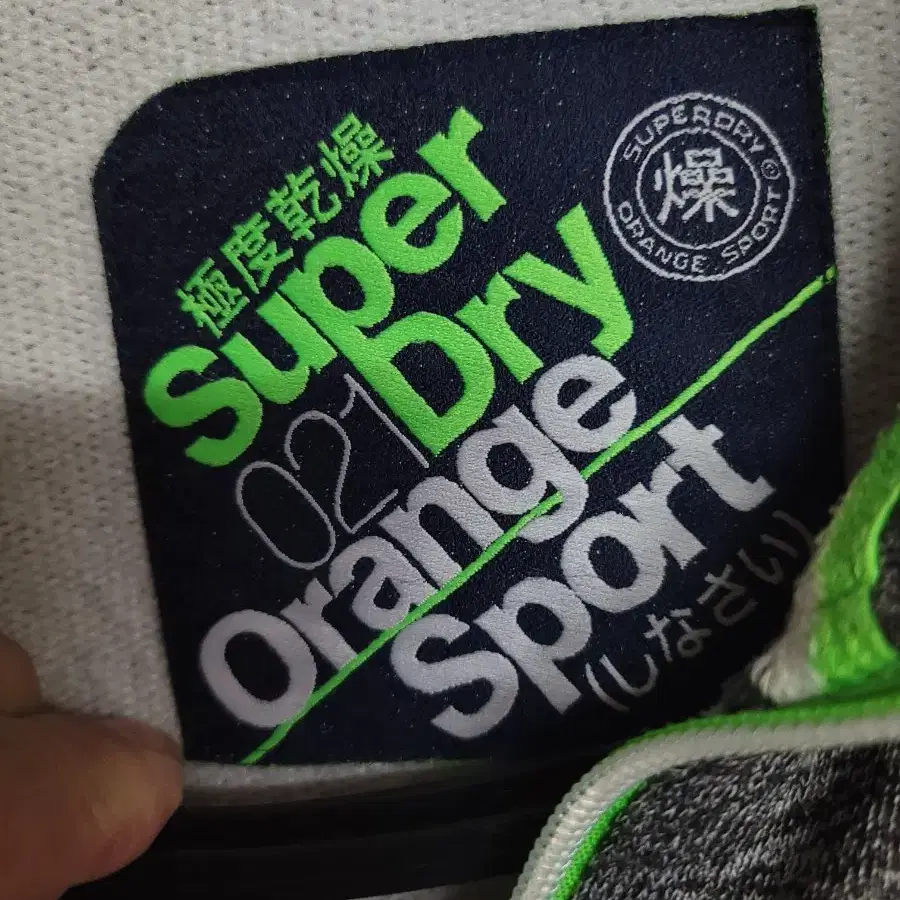 極度乾燥
Super
Dry
021
Orange
Sport
(しなさい)
SUPERDRY®
燥
ORANGE SPORT